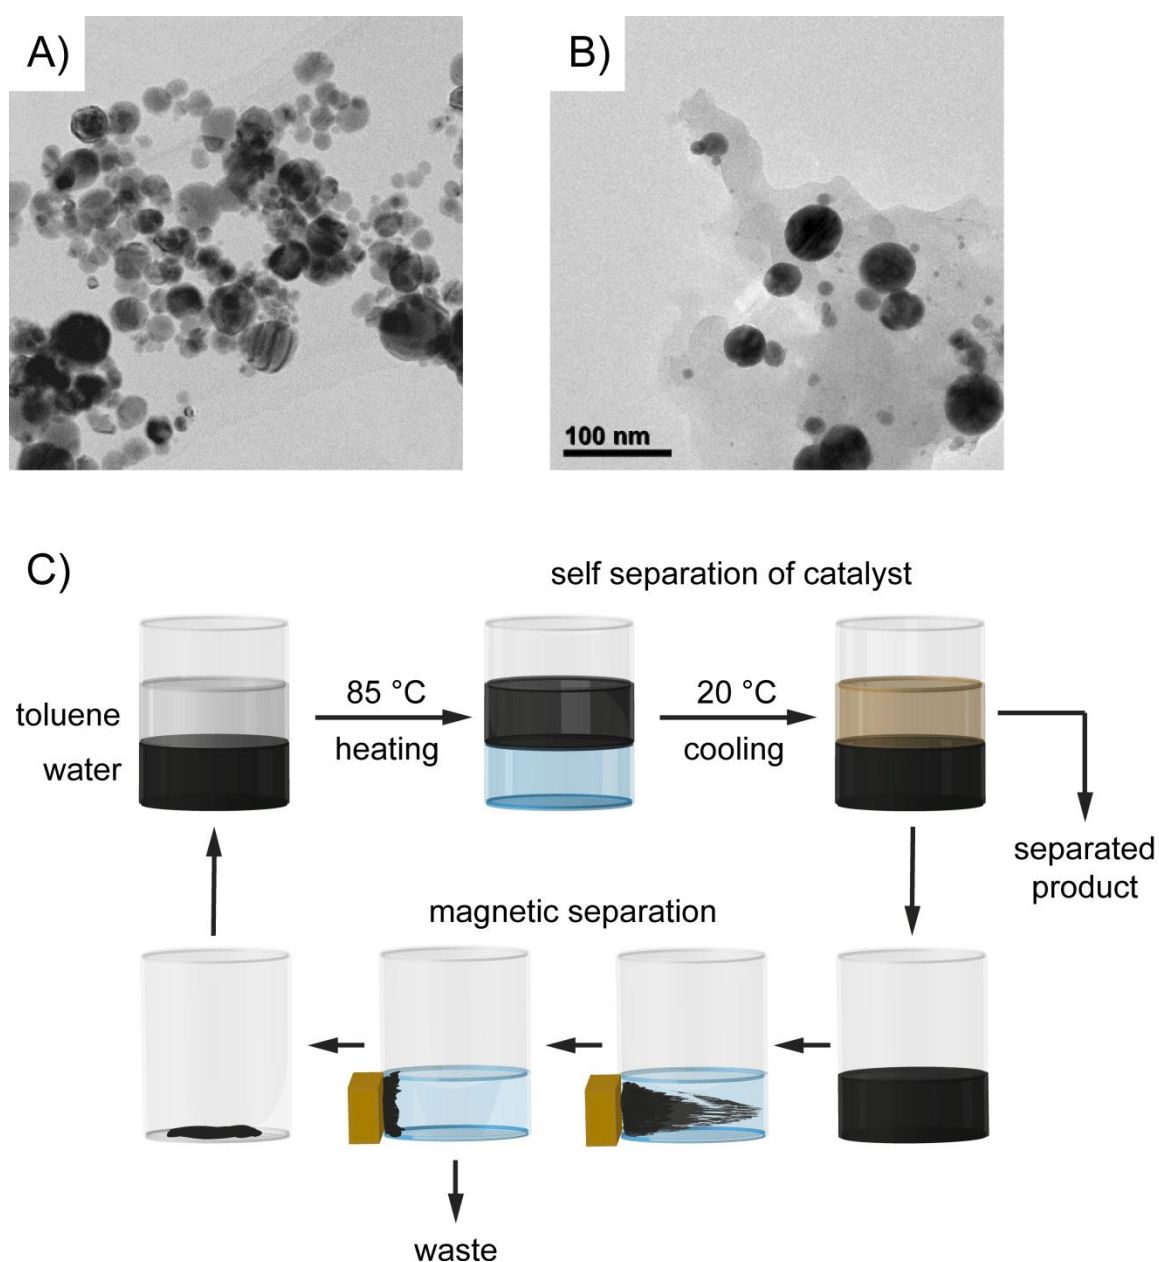 A)
B)
100 nm
C)
self separation of catalyst
toluene
water
85 °C
heating
20 °C
cooling
separated
product
magnetic separation
waste